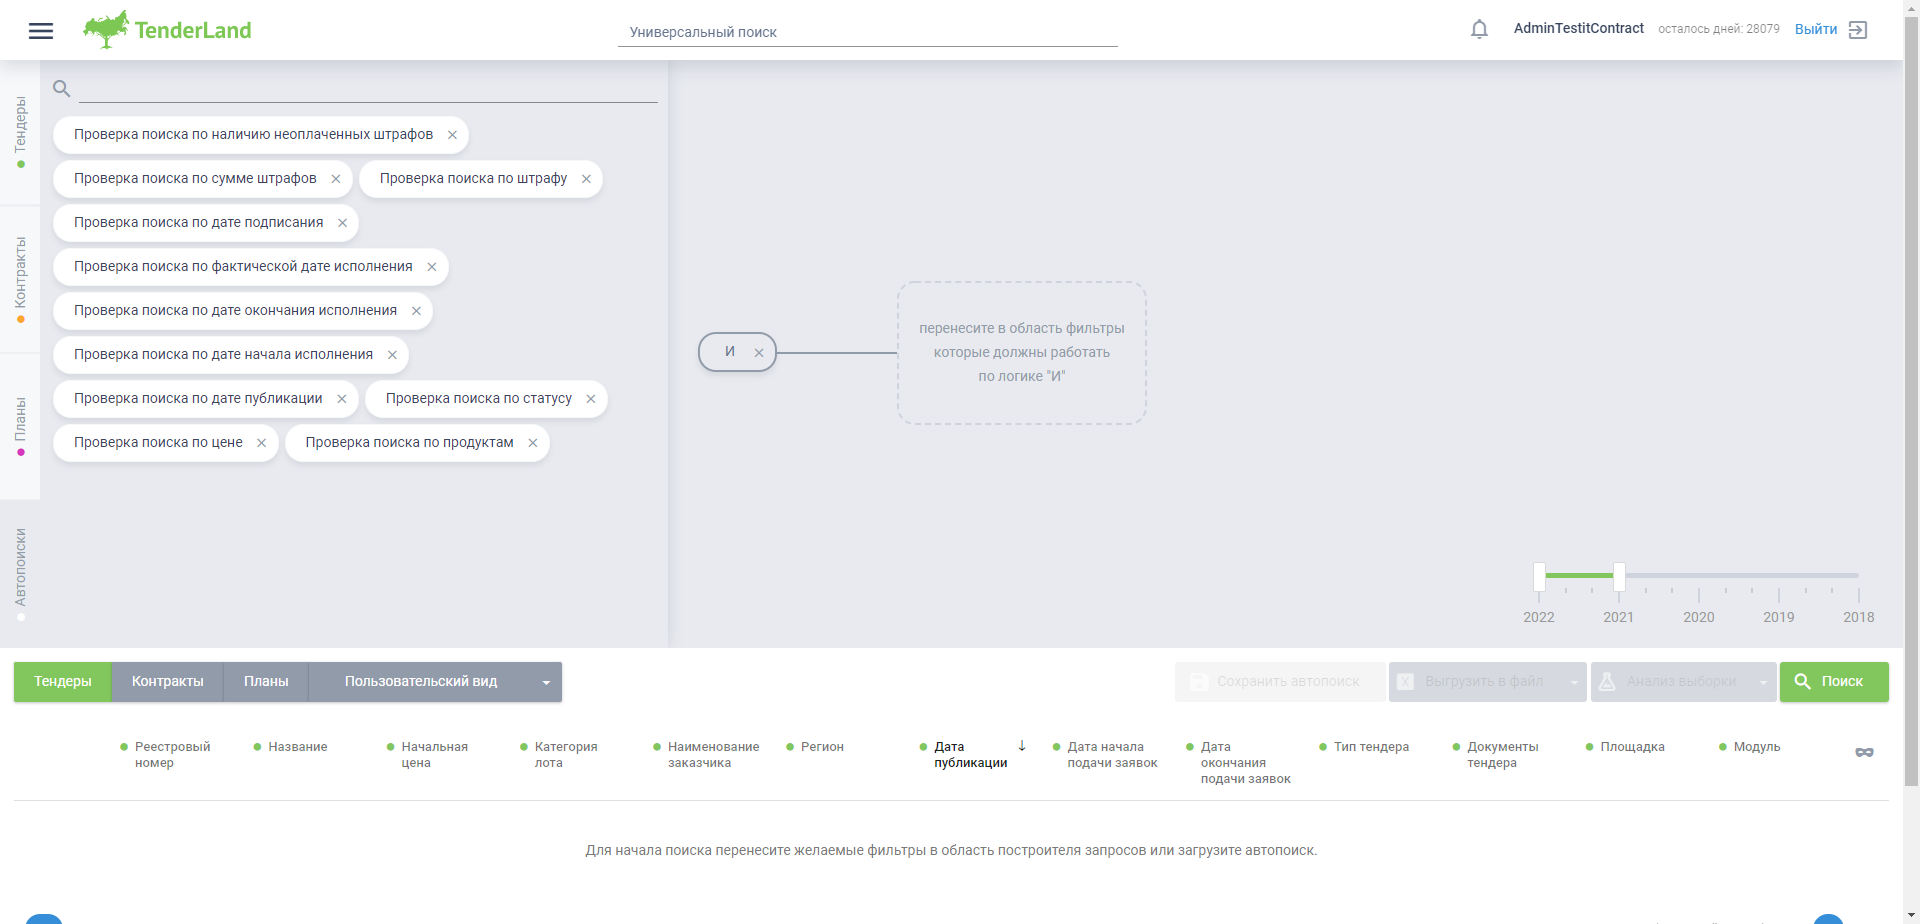 TenderLand
Универсальный поиск
AdminTestitContract
осталось дней: 28079
Выйти
Тендеры
Контракты
Планы
Автопоиски
Проверка поиска по наличию неоплаченных штрафов
Проверка поиска по сумме штрафов
Проверка поиска по штрафу
Проверка поиска по дате подписания
Проверка поиска по фактической дате исполнения
Проверка поиска по дате окончания исполнения
Проверка поиска по дате начала исполнения
Проверка поиска по дате публикации
Проверка поиска по статусу
Проверка поиска по цене
Проверка поиска по продуктам
И
перенесите в область фильтры
которые должны работать
по логике "И"
2022
2021
2020
2019
2018
Тендеры
Контракты
Планы
Пользовательский вид
Сохранить автопоиск
Выгрузить в файл
Анализ выборки
Поиск
Реестровый
номер
Название
Начальная
цена
Категория
лота
Наименование
заказчика
Регион
Дата
публикации
Дата начала
подачи заявок
Дата
окончания
подачи заявок
Тип тендера
Документы
тендера
Площадка
Модуль
Для начала поиска перенесите желаемые фильтры в область построителя запросов или загрузите автопоиск.